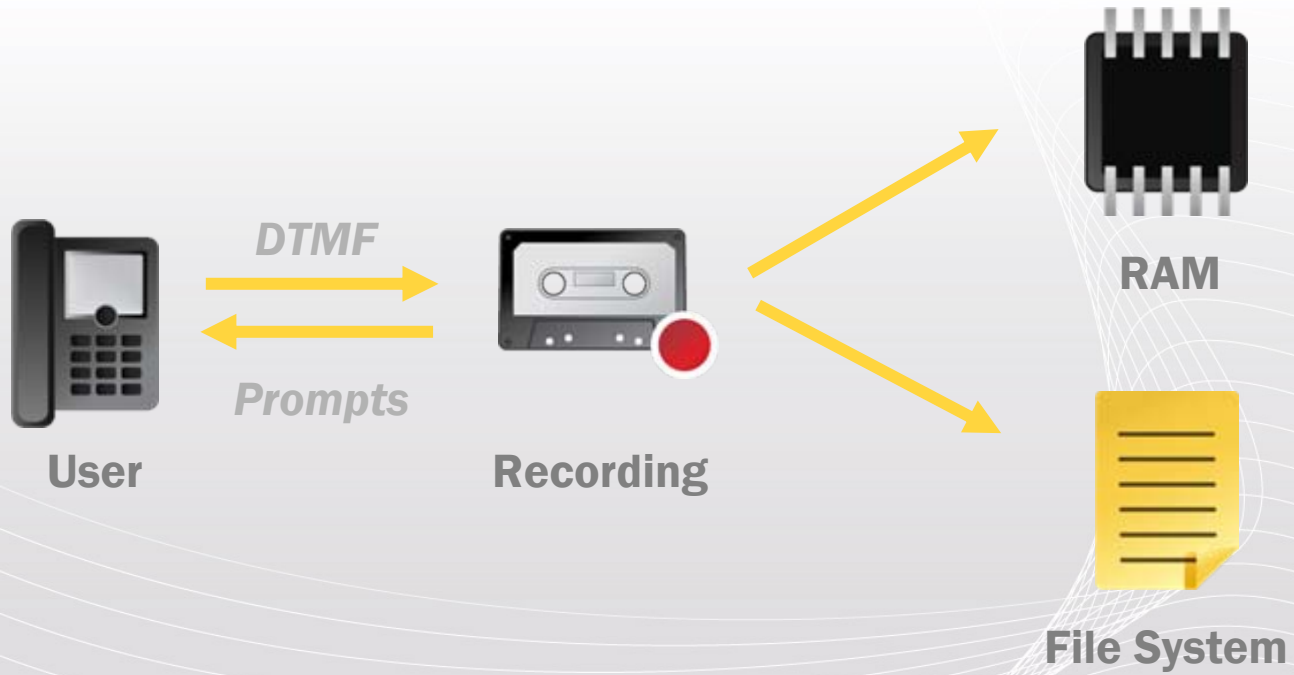 DTMF
Prompts
User
Recording
RAM
File System